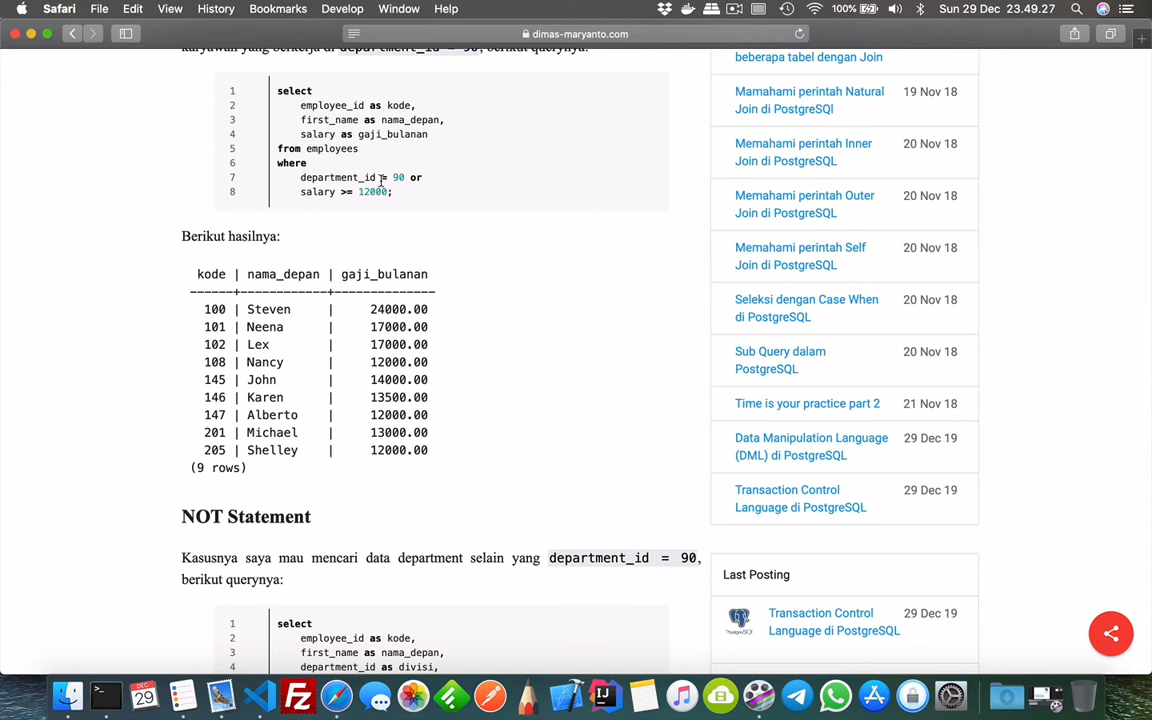 Safari File Edit View History Bookmarks Develop Window Help 100% Sun 29 Dec 23.49.27
dimas-maryanto.com
karyawan yang berkerja di department_id = 90, berikut querynya:
1 select
2 employee_id as kode,
3 first_name as nama_depan,
4 salary as gaji_bulanan
5 from employees
6 where
7 department_id = 90 or
8 salary >= 12000;
Berikut hasilnya:
kode | nama_depan | gaji_bulanan
------+------------+--------------
100 | Steven | 24000.00
101 | Neena | 17000.00
102 | Lex | 17000.00
108 | Nancy | 12000.00
145 | John | 14000.00
146 | Karen | 13500.00
147 | Alberto | 12000.00
201 | Michael | 13000.00
205 | Shelley | 12000.00
(9 rows)
NOT Statement
Kasusnya saya mau mencari data department selain yang department_id = 90,
berikut querynya:
1 select
2 employee_id as kode,
3 first_name as nama_depan,
4 department_id as divisi,
beberapa tabel dengan Join
Mamahami perintah Natural 19 Nov 18
Join di PostgreSQl
Memahami perintah Inner 20 Nov 18
Join di PostgreSQL
Memahami perintah Outer 20 Nov 18
Join di PostgreSQL
Memahami perintah Self 20 Nov 18
Join di PostgreSQL
Seleksi dengan Case When 20 Nov 18
di PostgreSQL
Sub Query dalam 20 Nov 18
PostgreSQL
Time is your practice part 2 21 Nov 18
Data Manipulation Language 29 Dec 19
(DML) di PostgreSQL
Transaction Control 29 Dec 19
Language di PostgreSQL
Last Posting
Transaction Control 29 Dec 19
Language di PostgreSQL